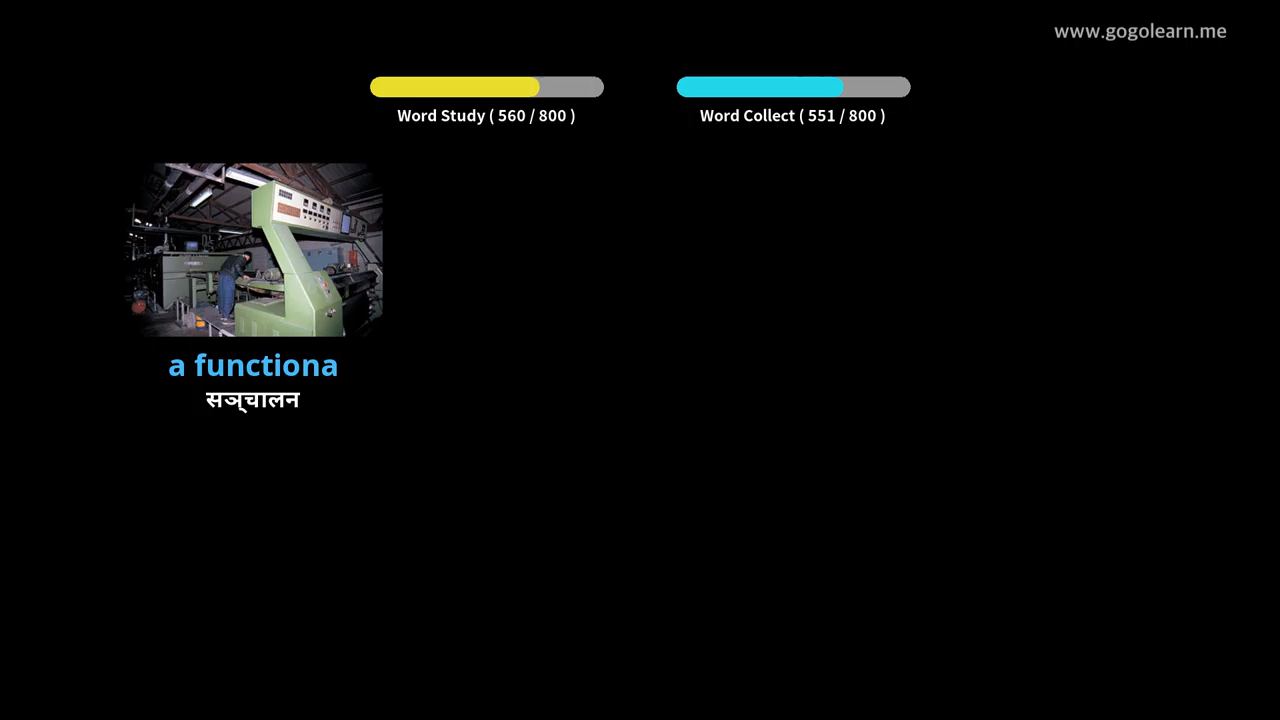 www.gogolearn.me
Word Study ( 560 / 800 )
Word Collect ( 551 / 800 )
a functiona
सञ्चालन